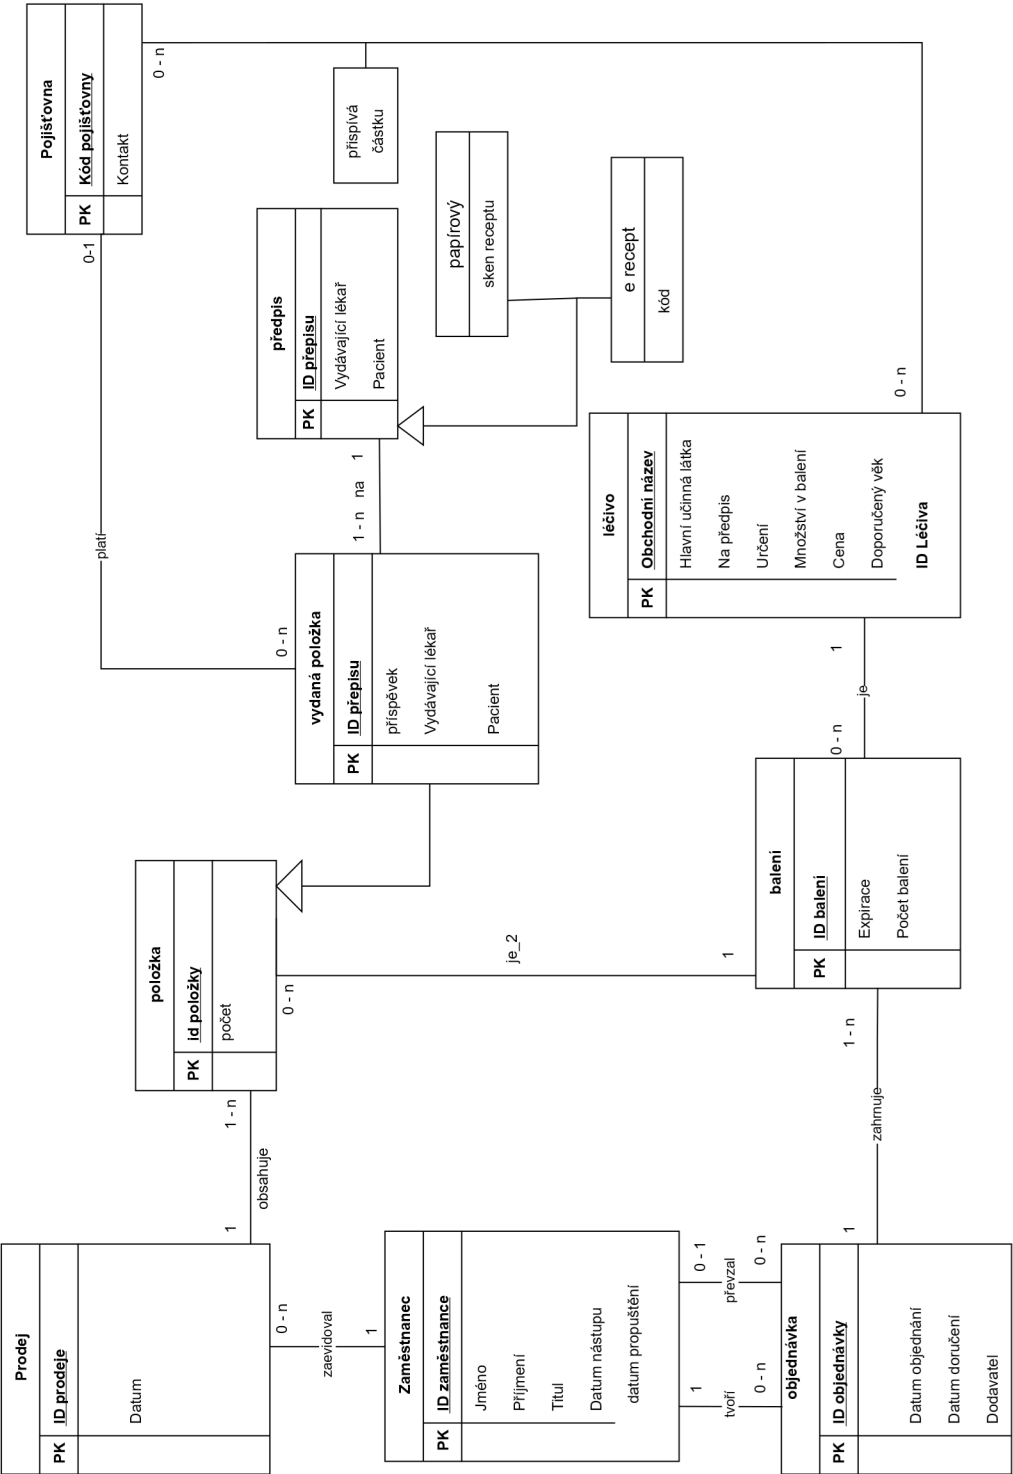 Prodej
PK ID prodeje
Datum
0 - n
zaevidoval
1
Zaměstnanec
PK ID zaměstnance
Jméno
Příjmení
Titul
Datum nástupu
datum propuštění
1
tvoří
0 - n
0 - 1
převzal
0 - n
objednávka
PK ID objednávky
Datum objednání
Datum doručení
Dodavatel
1
obsahuje
1 - n
položka
PK id položky
počet
0 - n
je_2
1
1
zahrnuje
1 - n
balení
PK ID balení
Expirace
Počet balení
0 - n
je
1
vydaná položka
PK ID přepisu
příspěvek
Vydávající lékař
Pacient
0 - n
platí
0-1
1 - n na 1
předpis
PK ID přepisu
Vydávající lékař
Pacient
léčivo
PK Obchodní název
Hlavní učinná látka
Na předpis
Určení
Množství v balení
Cena
Doporučený věk
ID Léčiva
0 - n
papírový
sken receptu
e recept
kód
přispívá
částku
0 - n
Pojišťovna
PK Kód pojišťovny
Kontakt